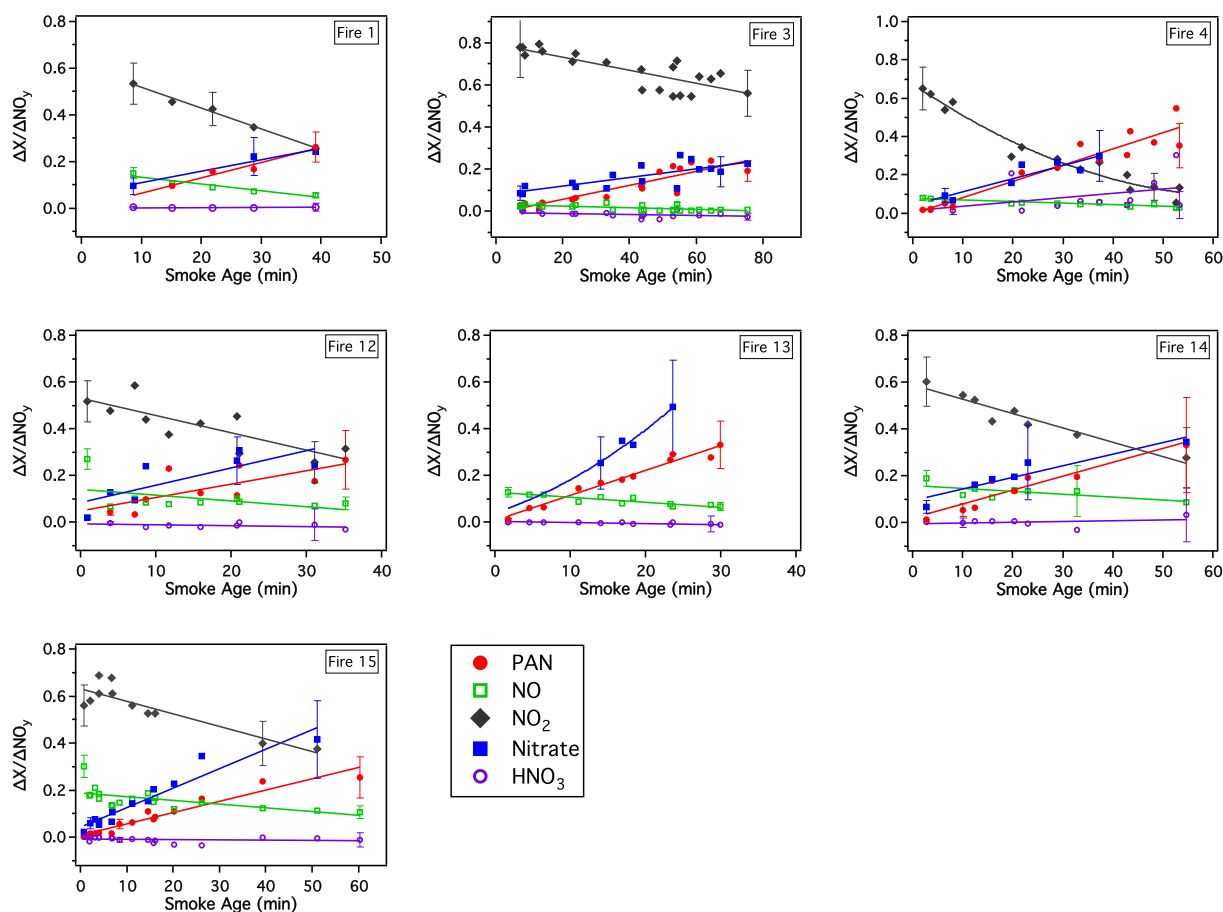 Fire 1
ΔX/ΔNOy
0.8
0.6
0.4
0.2
0.0
0 10 20 30 40 50
Smoke Age (min)
Fire 3
ΔX/ΔNOy
0.8
0.6
0.4
0.2
0.0
0 20 40 60 80
Smoke Age (min)
Fire 4
ΔX/ΔNOy
1.0
0.8
0.6
0.4
0.2
0.0
0 10 20 30 40 50 60
Smoke Age (min)
Fire 12
ΔX/ΔNOy
0.8
0.6
0.4
0.2
0.0
0 10 20 30 40
Smoke Age (min)
Fire 13
ΔX/ΔNOy
0.8
0.6
0.4
0.2
0.0
0 10 20 30 40
Smoke Age (min)
Fire 14
ΔX/ΔNOy
0.8
0.6
0.4
0.2
0.0
0 10 20 30 40 50 60
Smoke Age (min)
Fire 15
ΔX/ΔNOy
0.8
0.6
0.4
0.2
0.0
0 10 20 30 40 50 60
Smoke Age (min)
PAN
NO
NO2
Nitrate
HNO3